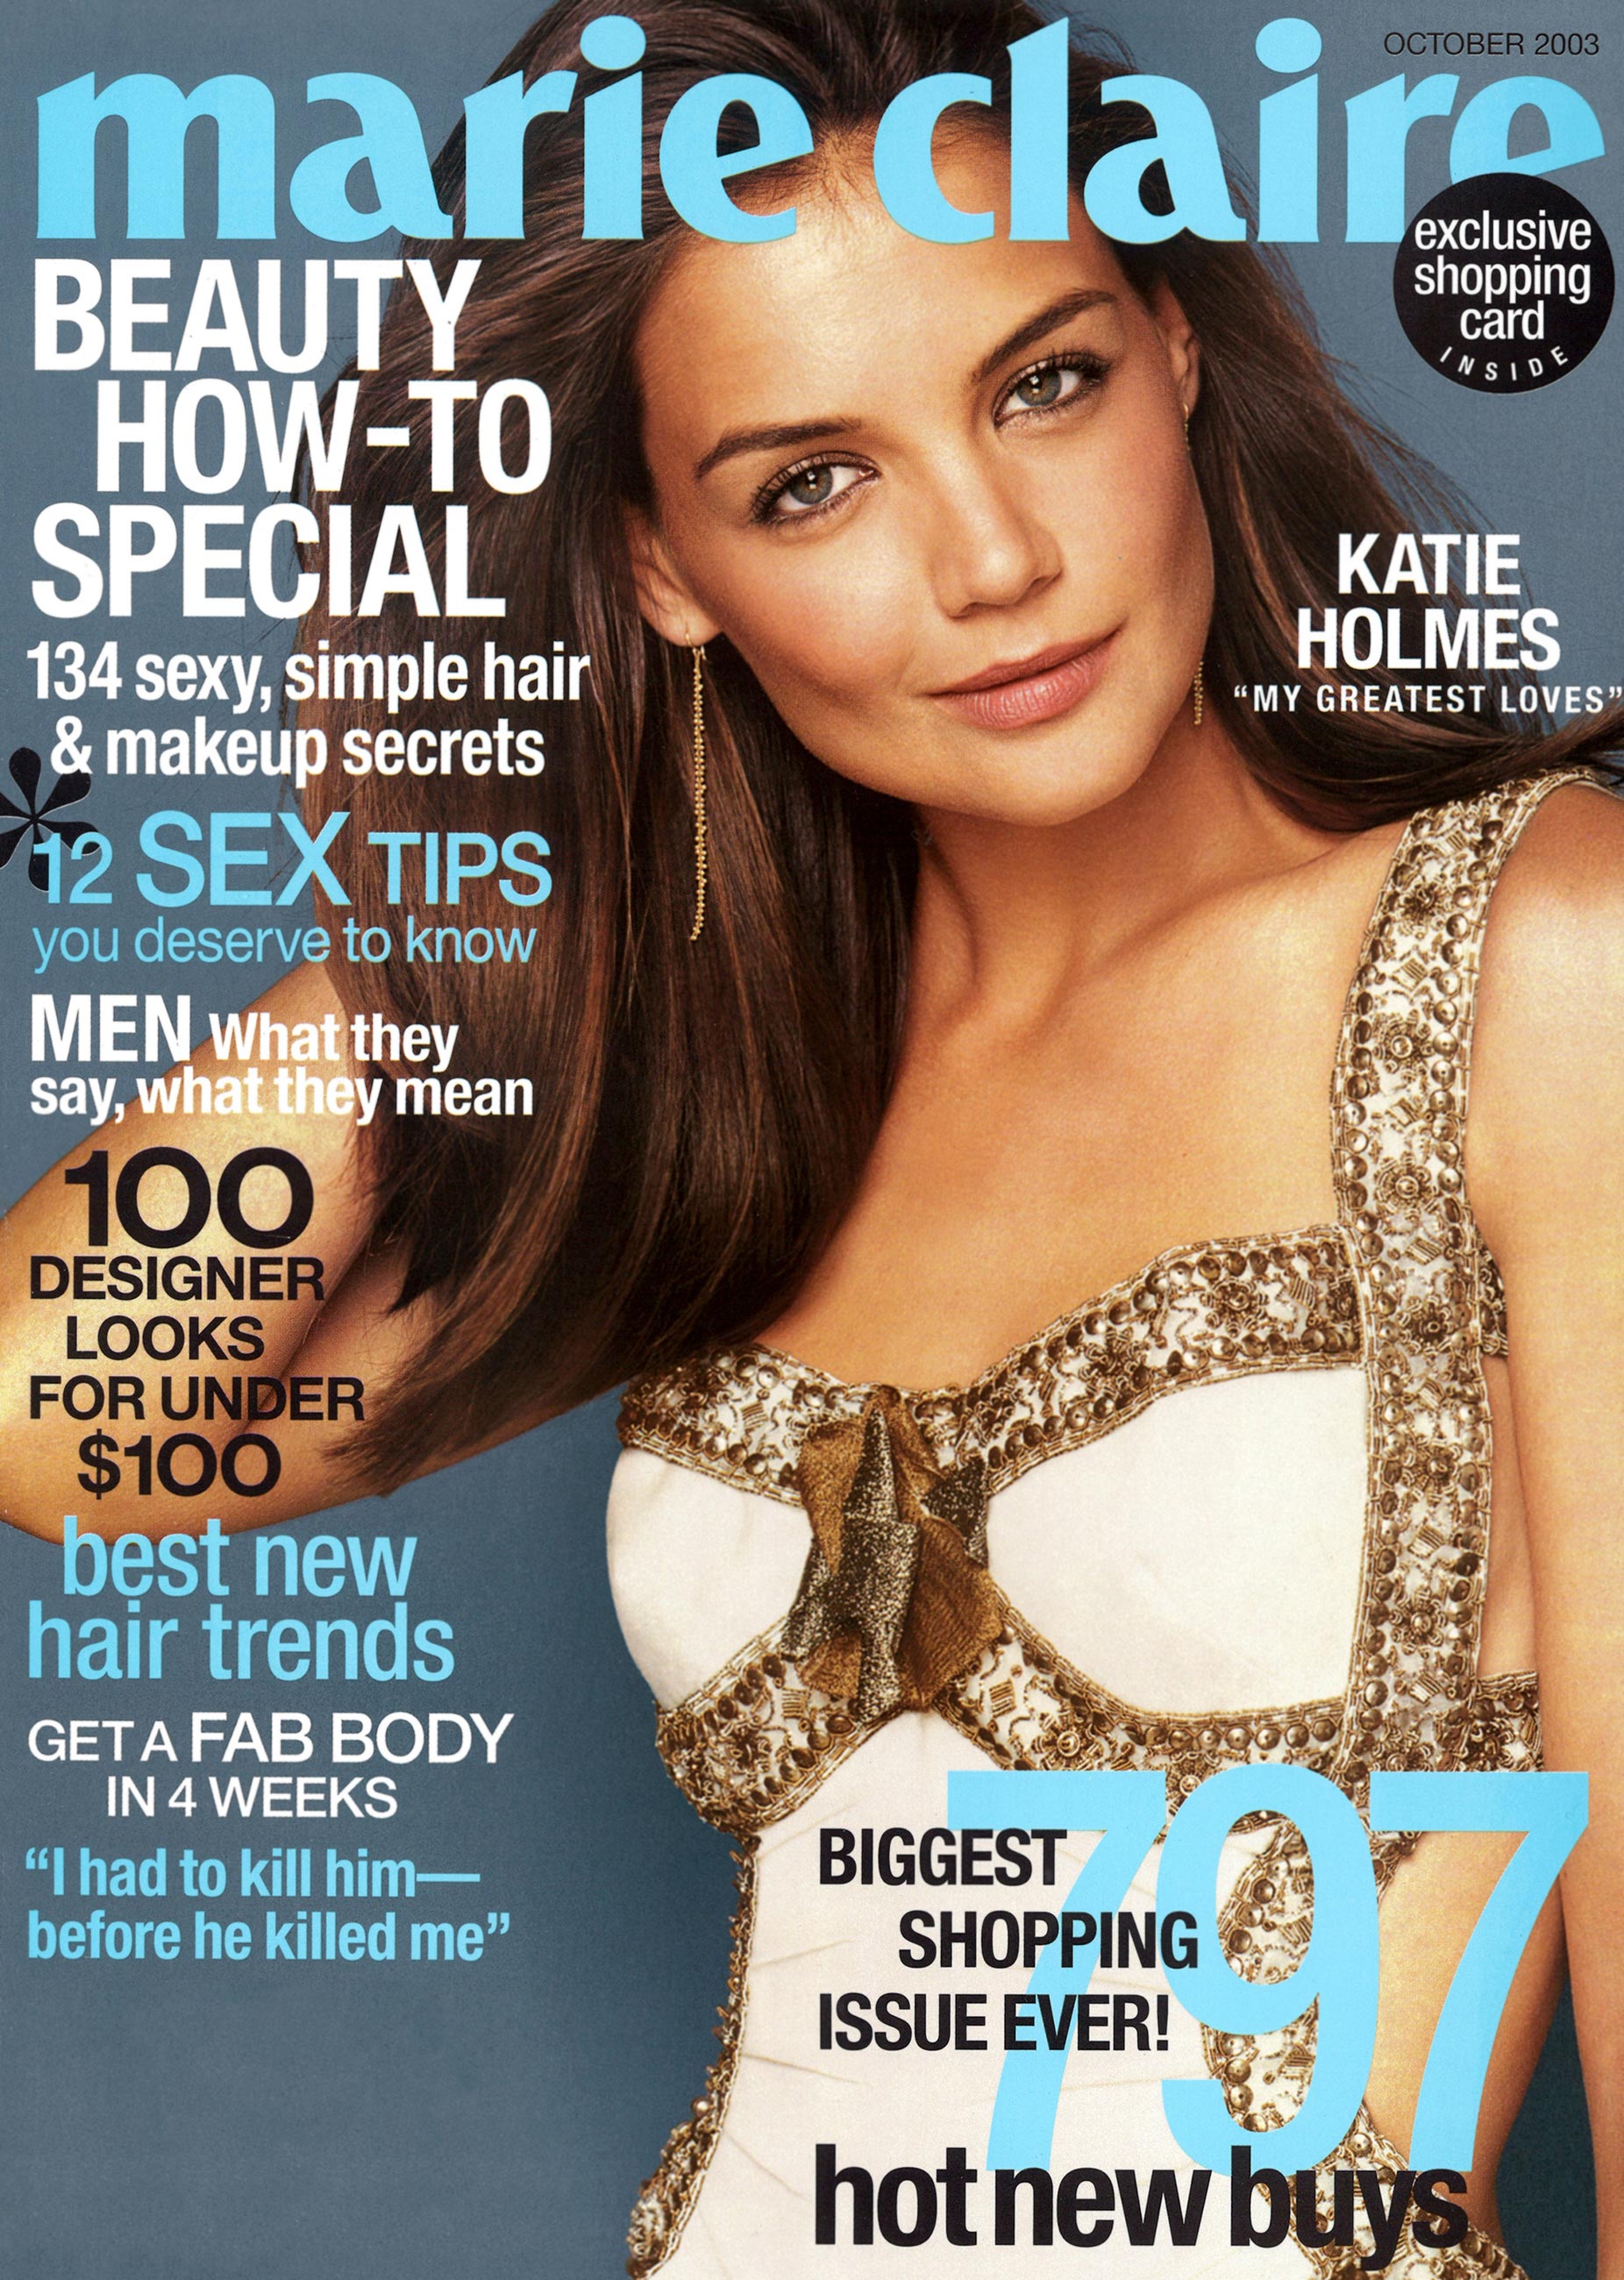 OCTOBER 2003
marie claire
exclusive
shopping
card
INSIDE
BEAUTY
HOW-TO
SPECIAL
134 sexy, simple hair
& makeup secrets
*12 SEX TIPS
you deserve to know
MEN What they
say, what they mean
100
DESIGNER
LOOKS
FOR UNDER
$100
best new
hair trends
GET A FAB BODY
IN 4 WEEKS
“I had to kill him—
before he killed me”
KATIE
HOLMES
“MY GREATEST LOVES”
BIGGEST
SHOPPING
ISSUE EVER!
797
hot new buys